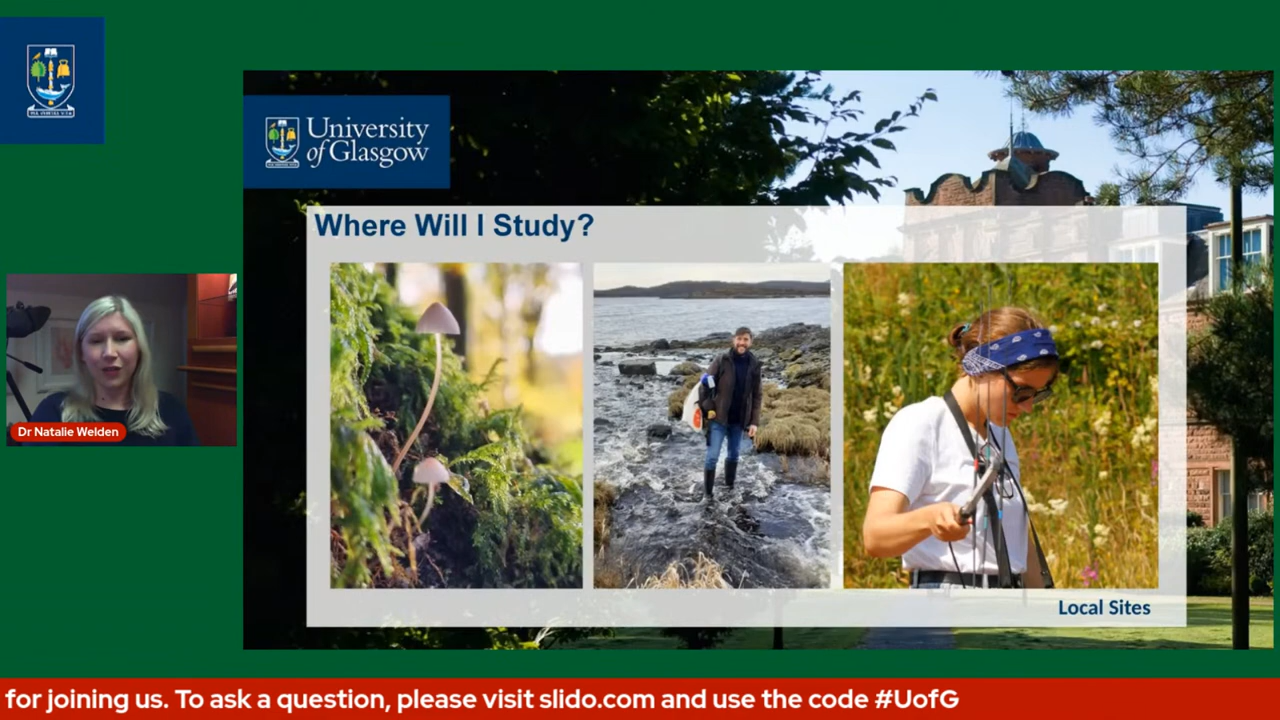 University
of Glasgow
Where Will I Study?
Dr Natalie Welden
Local Sites
for joining us. To ask a question, please visit slido.com and use the code #UofG